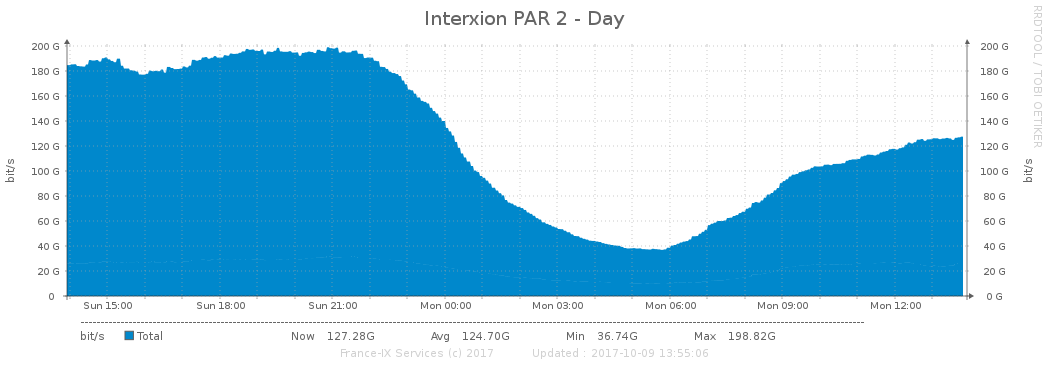 Interxion PAR 2 - Day
RRDTOOL / TOBI OETIKER
bit/s
200 G
180 G
160 G
140 G
120 G
100 G
80 G
60 G
40 G
20 G
0
200 G
180 G
160 G
140 G
120 G
100 G
80 G
60 G
40 G
20 G
0 G
bit/s
Sun 15:00 Sun 18:00 Sun 21:00 Mon 00:00 Mon 03:00 Mon 06:00 Mon 09:00 Mon 12:00
bit/s Total Now 127.28G Avg 124.70G Min 36.74G Max 198.82G
France-IX Services (c) 2017 Updated : 2017-10-09 13:55:06